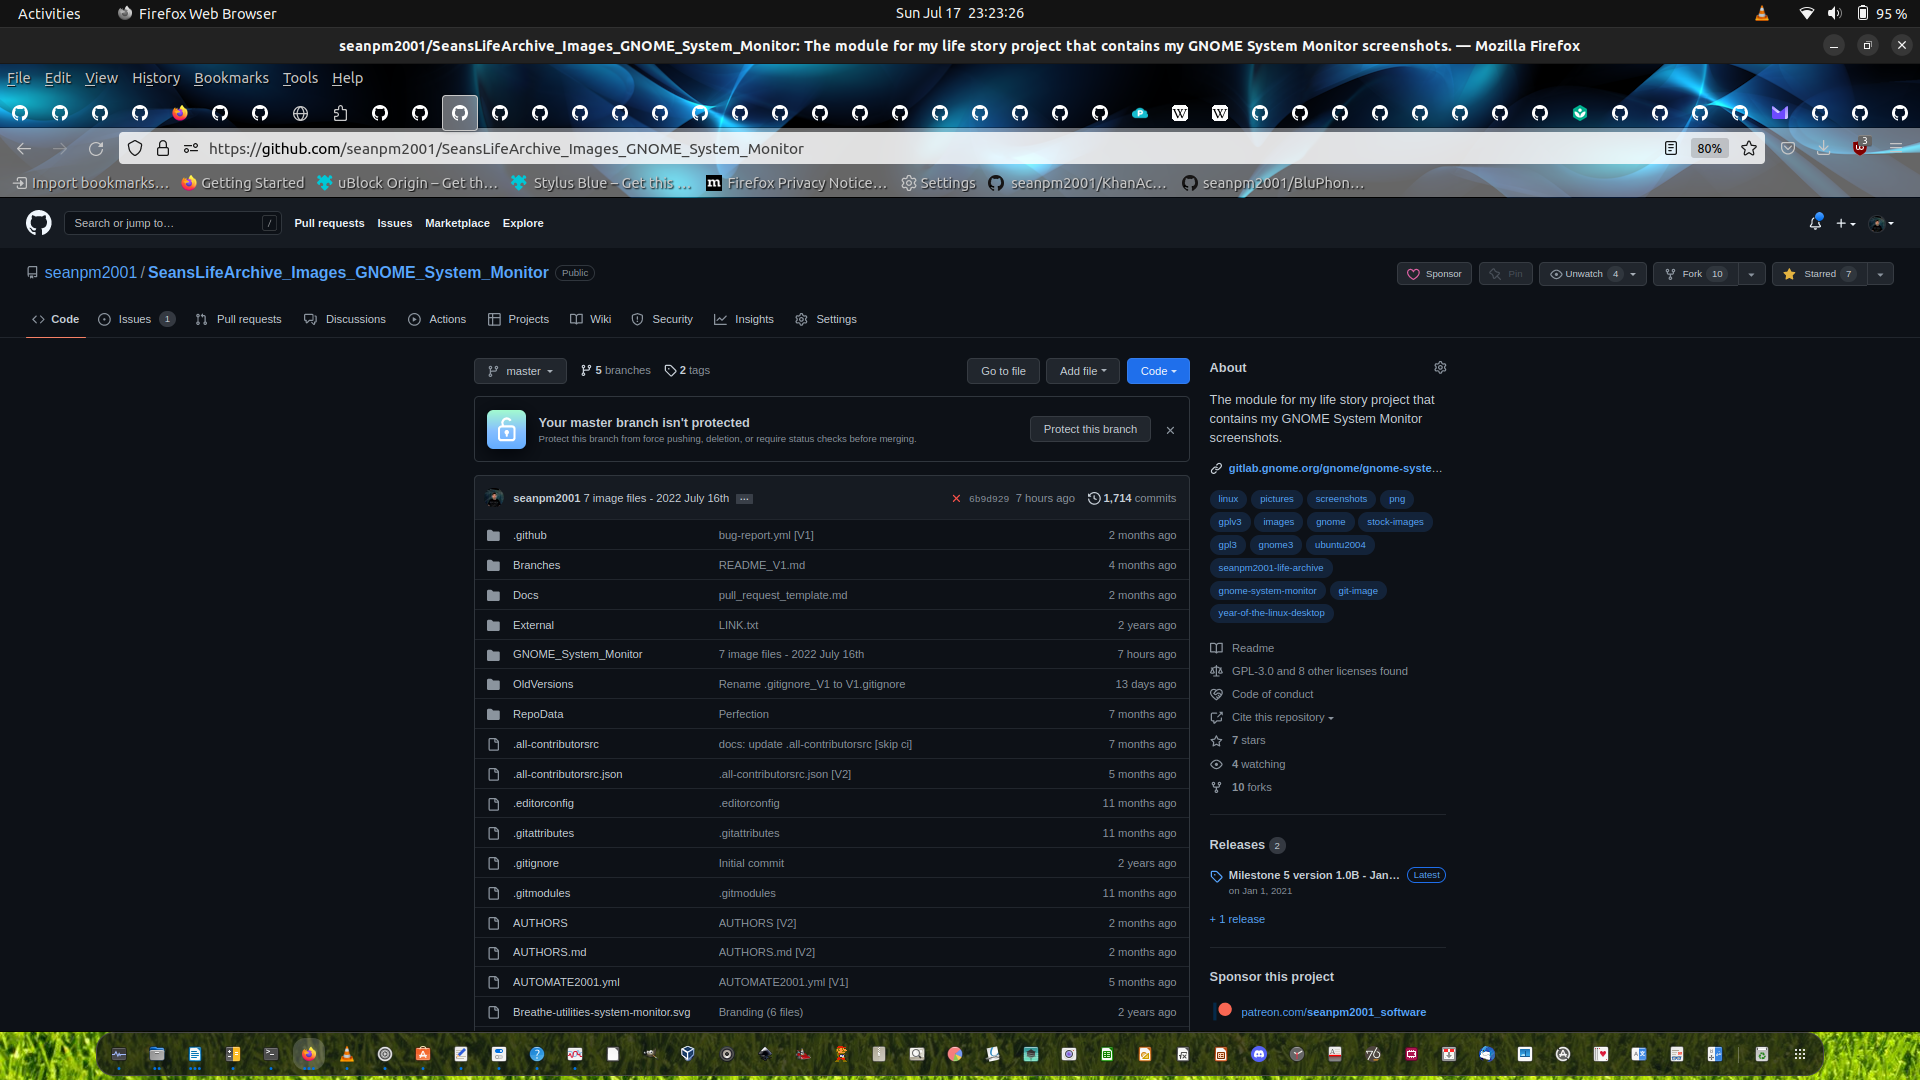 Activities Firefox Web Browser Sun Jul 17 23:23:26 95 %
seanpm2001/SeansLifeArchive_Images_GNOME_System_Monitor: The module for my life story project that contains my GNOME System Monitor screenshots. — Mozilla Firefox
File Edit View History Bookmarks Tools Help
https://github.com/seanpm2001/SeansLifeArchive_Images_GNOME_System_Monitor 80% 3
Import bookmarks… Getting Started uBlock Origin – Get th… Stylus Blue – Get this … Firefox Privacy Notice… Settings seanpm2001/KhanAc… seanpm2001/BluPhon…
Search or jump to… / Pull requests Issues Marketplace Explore
seanpm2001 / SeansLifeArchive_Images_GNOME_System_Monitor Public Sponsor Pin Unwatch 4 Fork 10 Starred 7
Code Issues 1 Pull requests Discussions Actions Projects Wiki Security Insights Settings
master 5 branches 2 tags Go to file Add file Code
Your master branch isn't protected
Protect this branch from force pushing, deletion, or require status checks before merging.
Protect this branch
seanpm2001 7 image files - 2022 July 16th … 6b9d929 7 hours ago 1,714 commits
.github bug-report.yml [V1] 2 months ago
Branches README_V1.md 4 months ago
Docs pull_request_template.md 2 months ago
External LINK.txt 2 years ago
GNOME_System_Monitor 7 image files - 2022 July 16th 7 hours ago
OldVersions Rename .gitignore_V1 to V1.gitignore 13 days ago
RepoData Perfection 7 months ago
.all-contributorsrc docs: update .all-contributorsrc [skip ci] 7 months ago
.all-contributorsrc.json .all-contributorsrc.json [V2] 5 months ago
.editorconfig .editorconfig 11 months ago
.gitattributes .gitattributes 11 months ago
.gitignore Initial commit 2 years ago
.gitmodules .gitmodules 11 months ago
AUTHORS AUTHORS [V2] 2 months ago
AUTHORS.md AUTHORS.md [V2] 2 months ago
AUTOMATE2001.yml AUTOMATE2001.yml [V1] 5 months ago
Breathe-utilities-system-monitor.svg Branding (6 files) 2 years ago
About
The module for my life story project that
contains my GNOME System Monitor
screenshots.
gitlab.gnome.org/gnome/gnome-syste…
linux pictures screenshots png
gplv3 images gnome stock-images
gpl3 gnome3 ubuntu2004
seanpm2001-life-archive
gnome-system-monitor git-image
year-of-the-linux-desktop
Readme
GPL-3.0 and 8 other licenses found
Code of conduct
Cite this repository
7 stars
4 watching
10 forks
Releases 2
Milestone 5 version 1.0B - Jan… Latest
on Jan 1, 2021
+ 1 release
Sponsor this project
patreon.com/seanpm2001_software